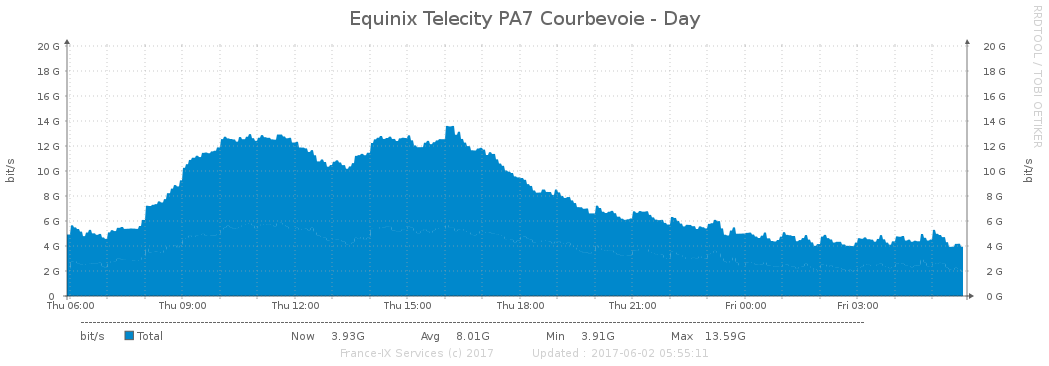 Equinix Telecity PA7 Courbevoie - Day
RRDTOOL / TOBI OETIKER
20 G 20 G
18 G 18 G
16 G 16 G
14 G 14 G
12 G 12 G
10 G 10 G
8 G 8 G
6 G 6 G
4 G 4 G
2 G 2 G
0 0 G
bit/s bit/s
Thu 06:00 Thu 09:00 Thu 12:00 Thu 15:00 Thu 18:00 Thu 21:00 Fri 00:00 Fri 03:00
bit/s Total Now 3.93G Avg 8.01G Min 3.91G Max 13.59G
France-IX Services (c) 2017 Updated : 2017-06-02 05:55:11